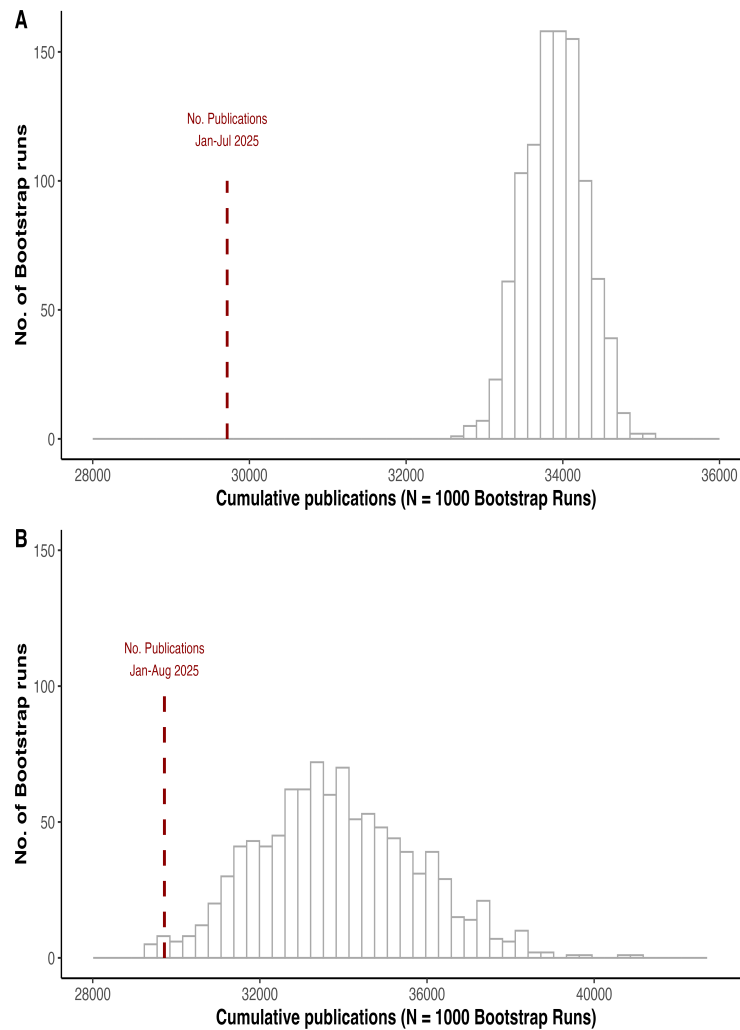 A
No. of Bootstrap runs
150
100
50
0
No. Publications
Jan-Jul 2025
28000
30000
32000
34000
36000
Cumulative publications (N = 1000 Bootstrap Runs)
B
No. of Bootstrap runs
150
100
50
0
No. Publications
Jan-Aug 2025
28000
32000
36000
40000
Cumulative publications (N = 1000 Bootstrap Runs)